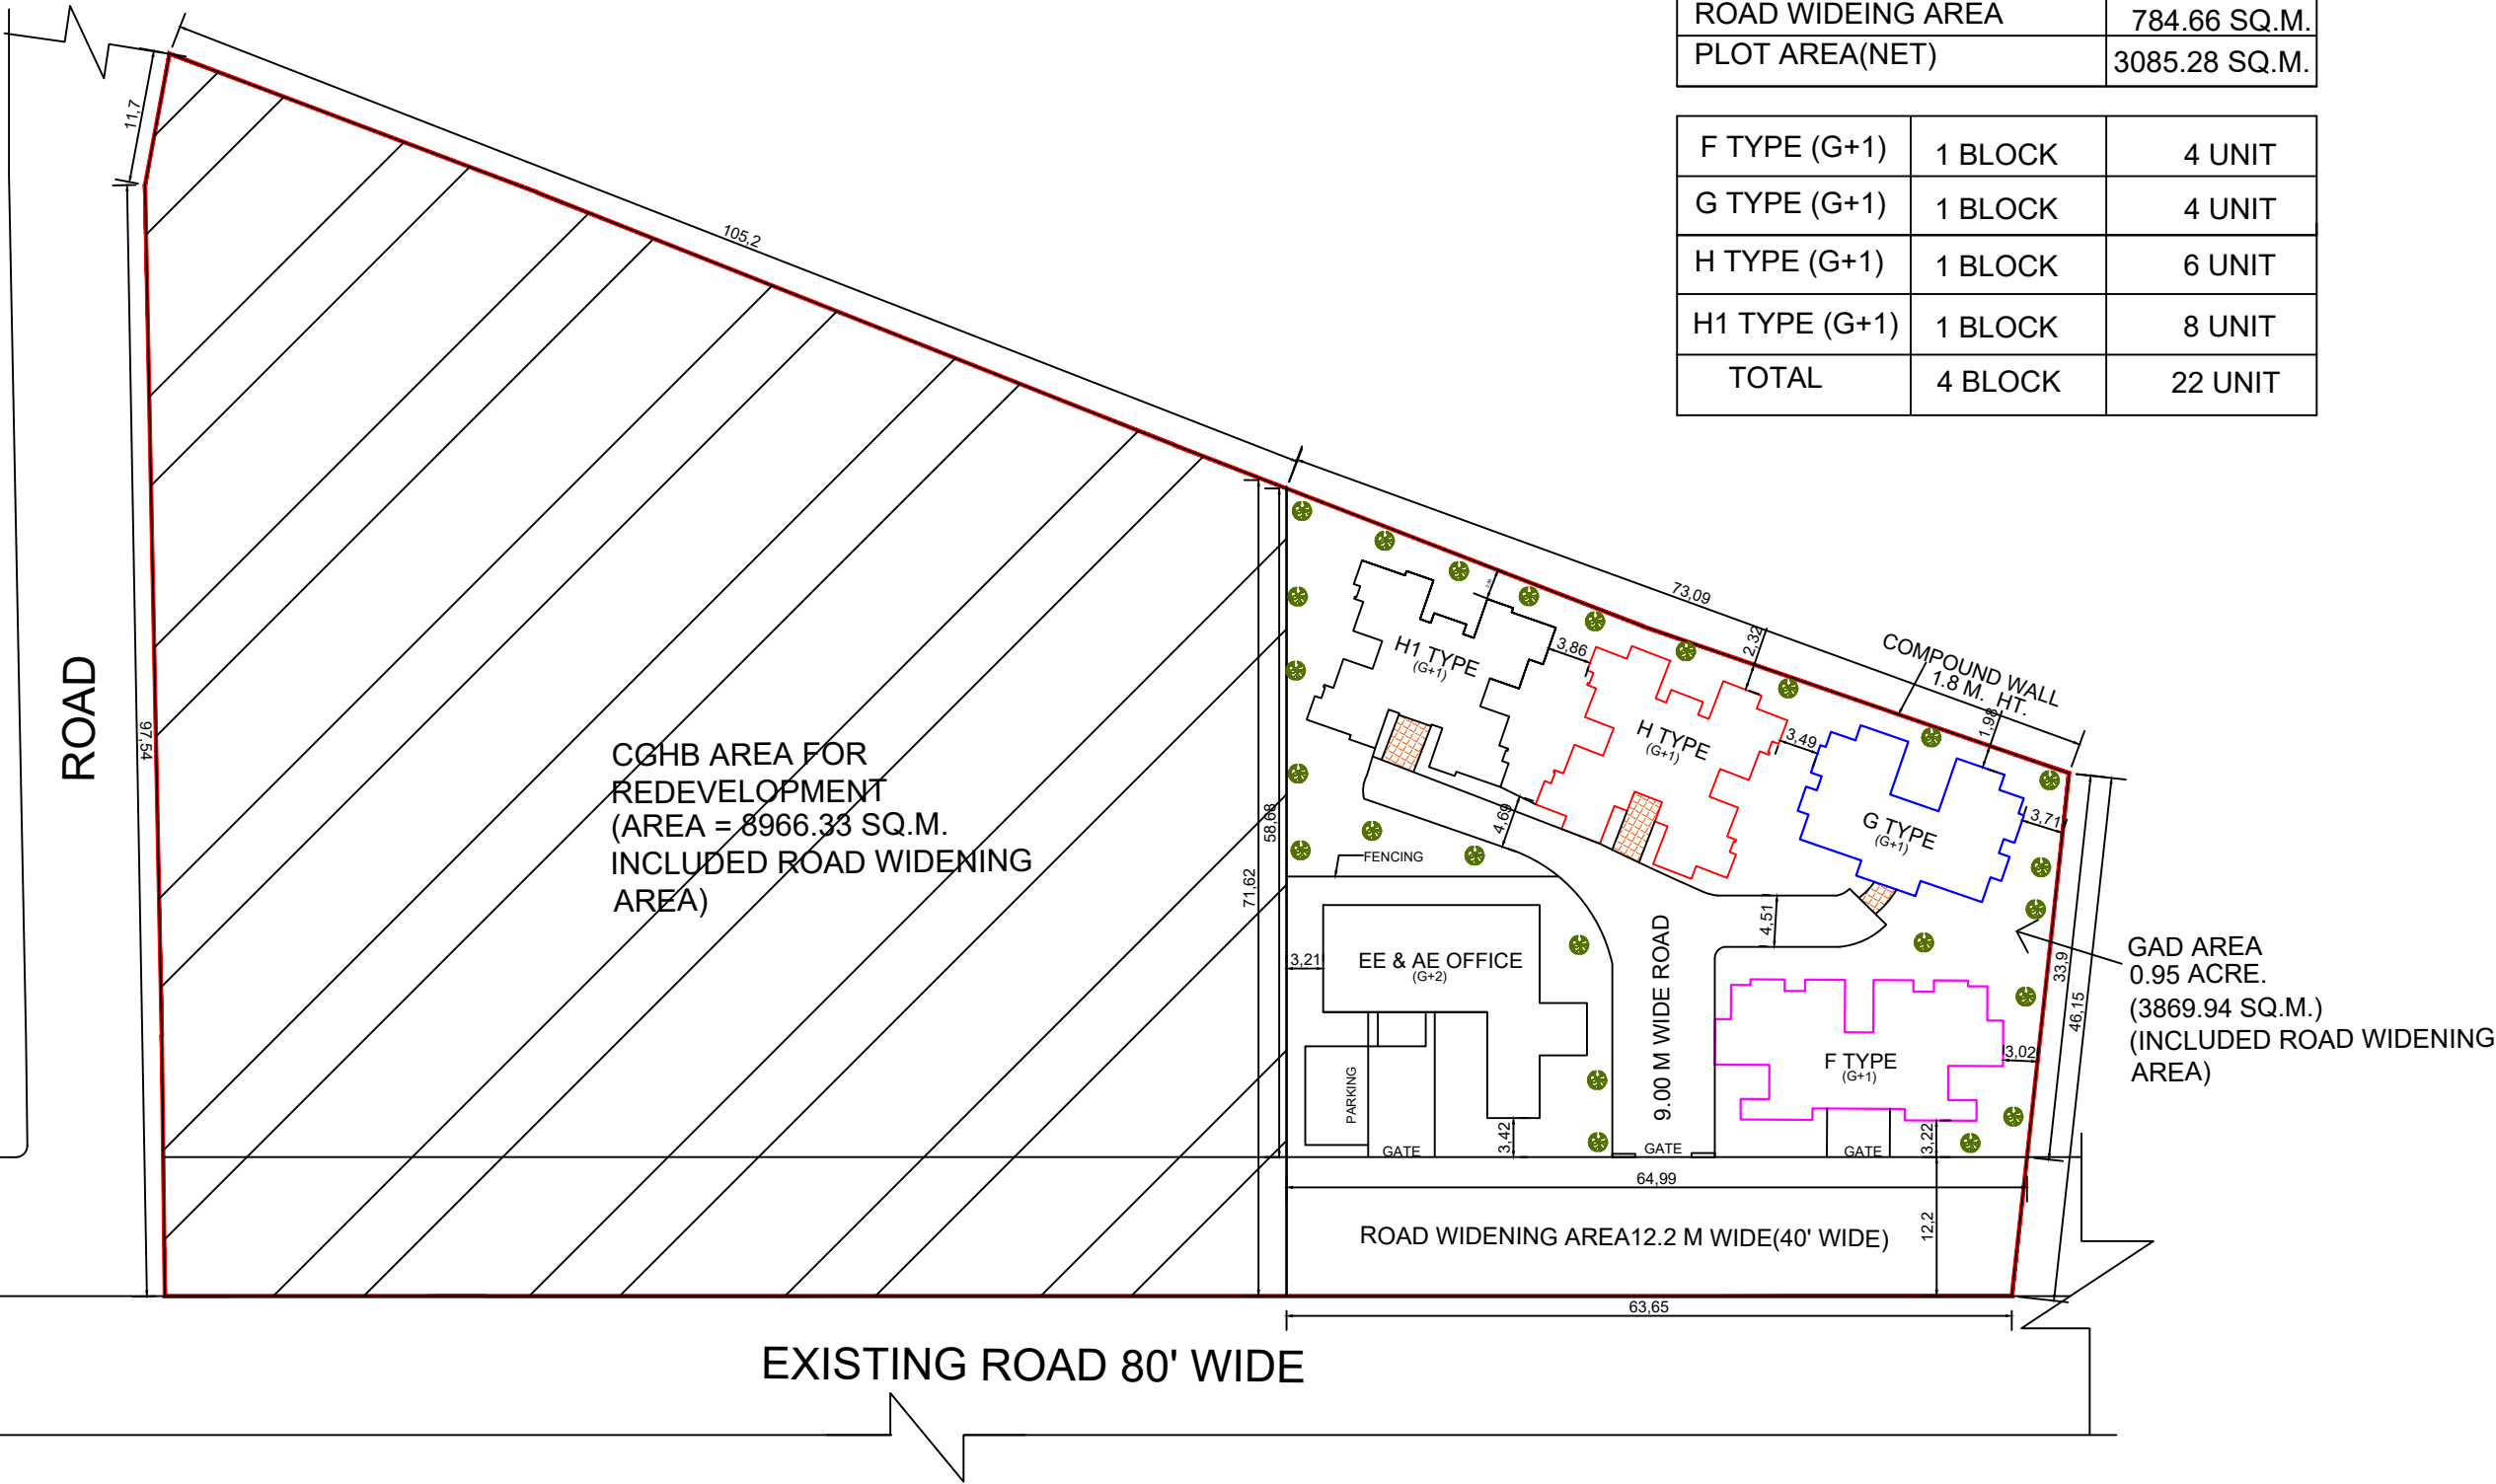 ROAD WIDEING AREA 784.66 SQ.M.
PLOT AREA(NET) 3085.28 SQ.M.
F TYPE (G+1) 1 BLOCK 4 UNIT
G TYPE (G+1) 1 BLOCK 4 UNIT
H TYPE (G+1) 1 BLOCK 6 UNIT
H1 TYPE (G+1) 1 BLOCK 8 UNIT
TOTAL 4 BLOCK 22 UNIT
11,7
105,2
73,09
ROAD
97,54
CGHB AREA FOR
REDEVELOPMENT
(AREA = 8966.33 SQ.M.
INCLUDED ROAD WIDENING
AREA)
58,68
71,62
H1 TYPE
(G+1)
3,86
H TYPE
(G+1)
2,32
COMPOUND WALL
1.8 M. HT.
1,98
3,49
G TYPE
(G+1)
3,71
4,69
FENCING
4,51
3,21
EE & AE OFFICE
(G+2)
PARKING
GATE
3,42
9.00 M WIDE ROAD
GATE
F TYPE
(G+1)
3,02
GATE
3,22
33,9
46,15
GAD AREA
0.95 ACRE.
(3869.94 SQ.M.)
(INCLUDED ROAD WIDENING
AREA)
64,99
ROAD WIDENING AREA12.2 M WIDE(40' WIDE)
12,2
63,65
EXISTING ROAD 80' WIDE